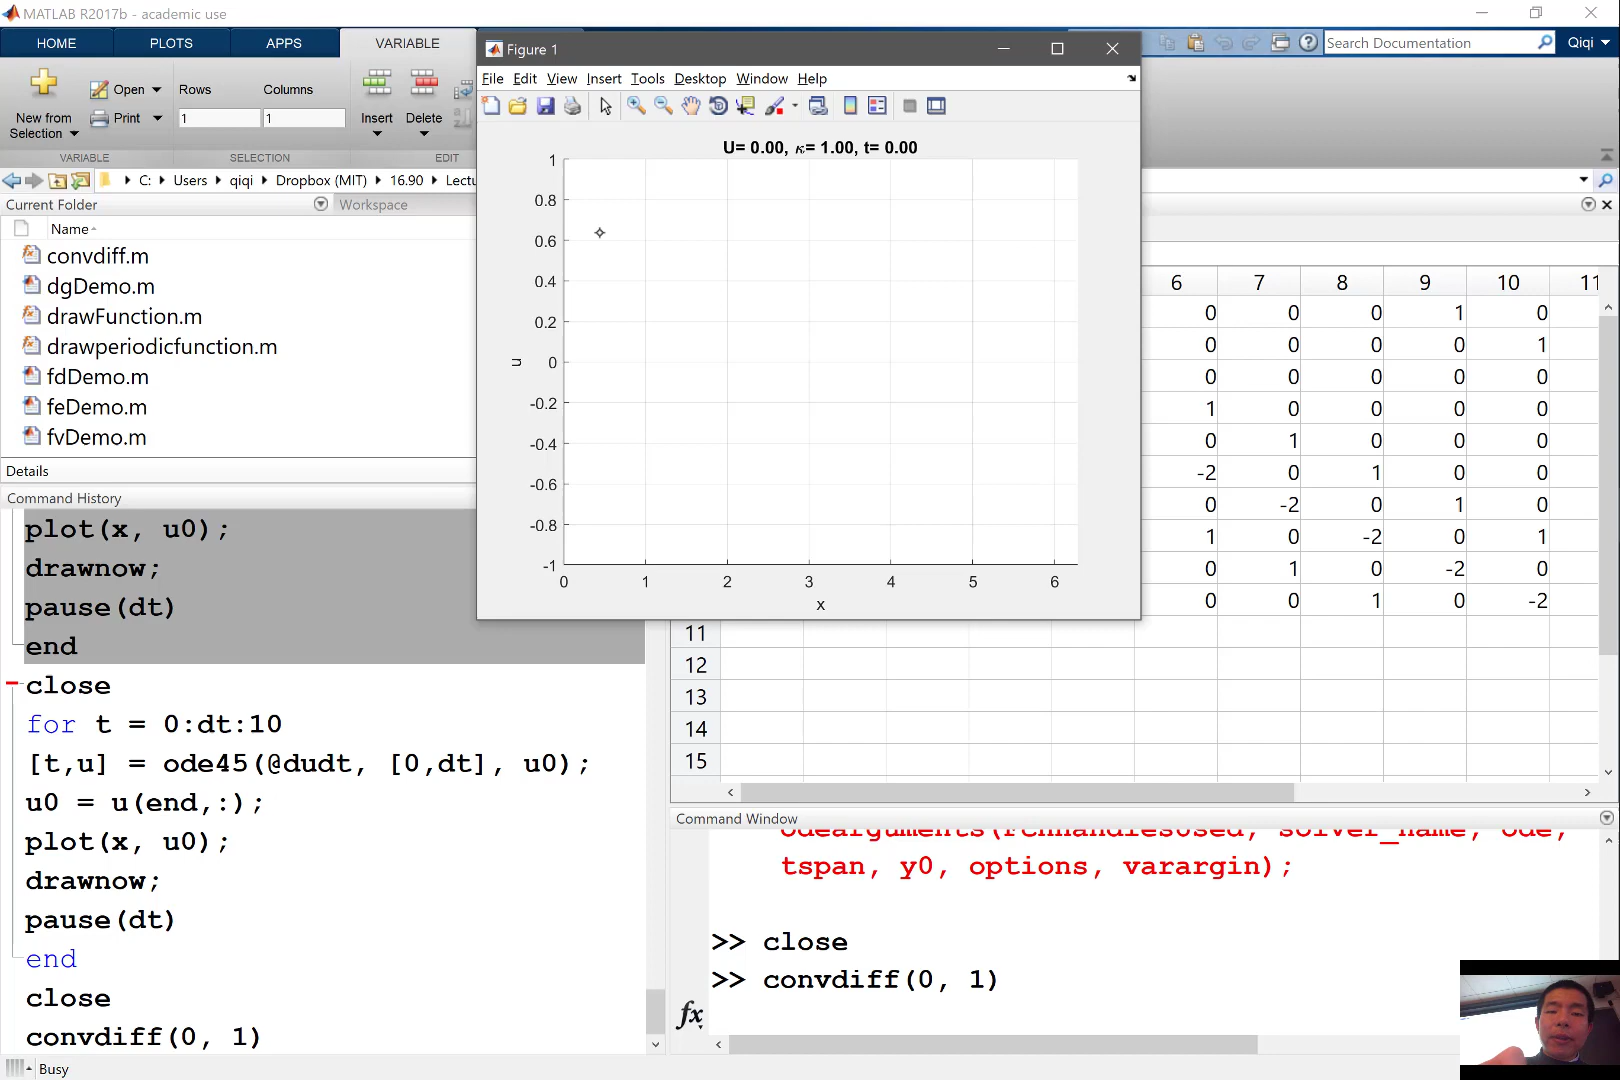 MATLAB R2017b - academic use
HOME PLOTS APPS VARIABLE
Search Documentation
Qiqi
New from
Selection
Open
Print
Rows
Columns
1
1
Insert
Delete
VARIABLE SELECTION EDIT
C: Users qiqi Dropbox (MIT) 16.90 Lectu
Current Folder
Workspace
Name
convdiff.m
dgDemo.m
drawFunction.m
drawperiodicfunction.m
fdDemo.m
feDemo.m
fvDemo.m
Details
Command History
plot(x, u0);
drawnow;
pause(dt)
end
close
for t = 0:dt:10
[t,u] = ode45(@dudt, [0,dt], u0);
u0 = u(end,:);
plot(x, u0);
drawnow;
pause(dt)
end
close
convdiff(0, 1)
Busy
Figure 1
File Edit View Insert Tools Desktop Window Help
U= 0.00, κ= 1.00, t= 0.00
1
0.8
0.6
0.4
0.2
0
-0.2
-0.4
-0.6
-0.8
-1
u
0 1 2 3 4 5 6
x
6 7 8 9 10 11
0 0 0 1 0
0 0 0 0 1
0 0 0 0 0
1 0 0 0 0
0 1 0 0 0
-2 0 1 0 0
0 -2 0 1 0
1 0 -2 0 1
0 1 0 -2 0
0 0 1 0 -2
11
12
13
14
15
Command Window
tspan, y0, options, varargin);
>> close
>> convdiff(0, 1)
fx